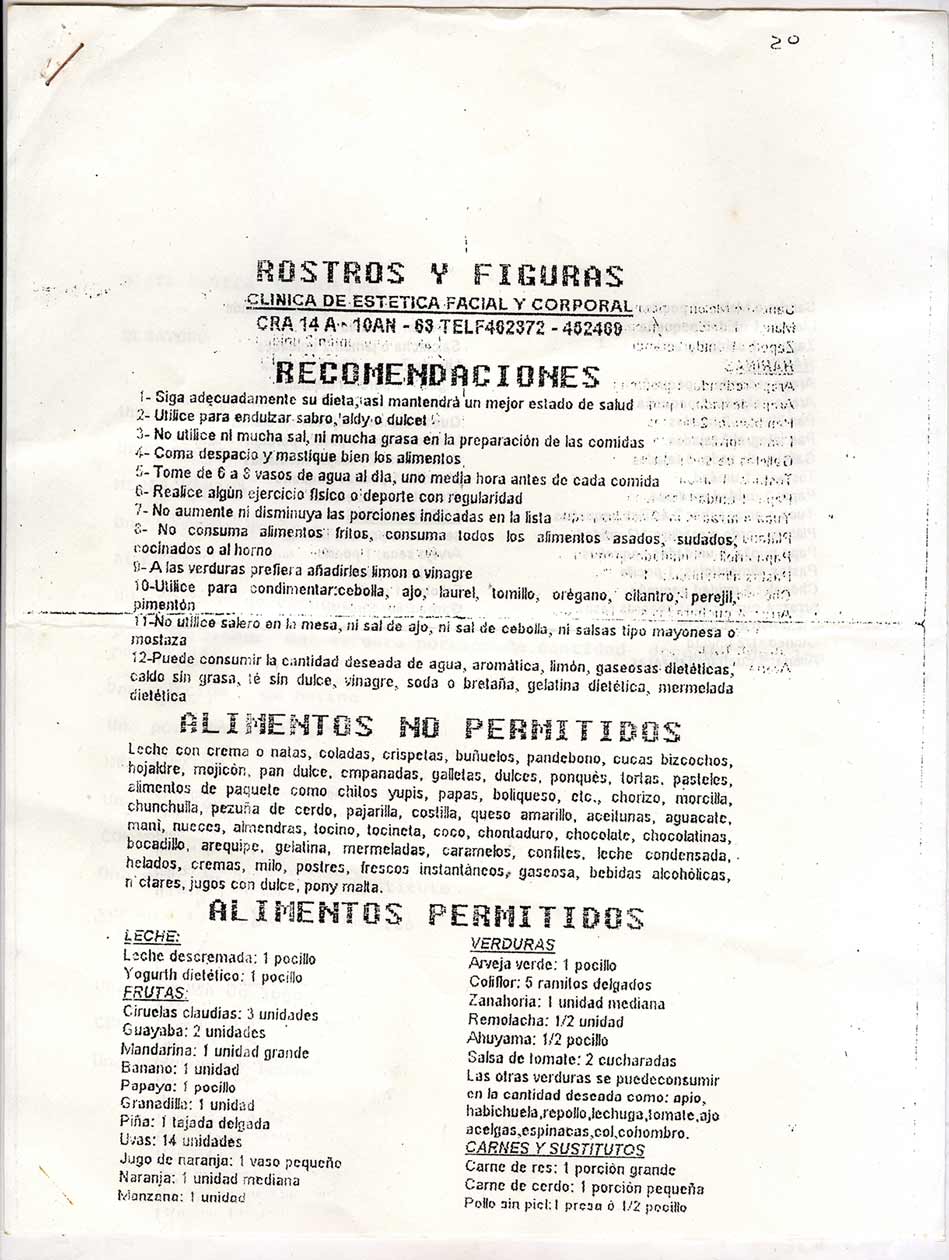 20
ROSTROS Y FIGURAS
CLINICA DE ESTETICA FACIAL Y CORPORAL
CRA 14 A - 10AN - 63 TELF462372 - 452469
RECOMENDACIONES
1- Siga adecuadamente su dieta, asi mantendrá un mejor estado de salud
2- Utilice para endulzar sabro, aldy o dulcet
3- No utilice ni mucha sal, ni mucha grasa en la preparación de las comidas
4- Coma despacio y mastique bien los alimentos
5- Tome de 6 a 8 vasos de agua al dia, uno media hora antes de cada comida
6- Realice algún ejercicio fisico o deporte con regularidad
7- No aumente ni disminuya las porciones indicadas en la lista
8- No consuma alimentos fritos, consuma todos los alimentos asados, sudados,
cocinados o al horno
9- A las verduras prefiera añadirles limon o vinagre
10-Utilice para condimentar:cebolla, ajo, laurel, tomillo, orégano, cilantro, perejil,
pimentón
11-No utilice salero en la mesa, ni sal de ajo, ni sal de cebolla, ni salsas tipo mayonesa o
mostaza
12-Puede consumir la cantidad deseada de agua, aromática, limón, gaseosas dietéticas,
caldo sin grasa, té sin dulce, vinagre, soda o bretaña, gelatina dietética, mermelada
dietética
ALIMENTOS NO PERMITIDOS
Leche con crema o natas, coladas, crispetas, buñuelos, pandebono, cucas bizcochos,
hojaldre, mojicón, pan dulce, empanadas, galletas, dulces, ponqués, tortas, pasteles,
alimentos de paquete como chitos yupis, papas, boliqueso, etc., chorizo, morcilla,
chunchulla, pezuña de cerdo, pajarilla, costilla, queso amarillo, aceitunas, aguacate,
mani, nueces, almendras, tocino, tocineta, coco, chontaduro, chocolate, chocolatinas,
bocadillo, arequipe, gelatina, mermeladas, caramelos, confites, leche condensada,
helados, cremas, milo, postres, frescos instantáneos, gaseosa, bebidas alcohólicas,
n'ctares, jugos con dulce, pony malta.
ALIMENTOS PERMITIDOS
LECHE:
Leche descremada: 1 pocillo
Yogurth dietético: 1 pocillo
FRUTAS:
Ciruelas claudias: 3 unidades
Guayaba: 2 unidades
Mandarina: 1 unidad grande
Banano: 1 unidad
Papaya: 1 pocillo
Granadilla: 1 unidad
Piña: 1 tajada delgada
Uvas: 14 unidades
Jugo de naranja: 1 vaso pequeño
Naranja: 1 unidad mediana
Manzana: 1 unidad
VERDURAS
Arveja verde: 1 pocillo
Coliflor: 5 ramitos delgados
Zanahoria: 1 unidad mediana
Remolacha: 1/2 unidad
Ahuyama: 1/2 pocillo
Salsa de tomate: 2 cucharadas
Las otras verduras se puedeconsumir
en la cantidad deseada como: apio,
habichuela,repollo,lechuga,tomate,ajo
acelgas,espinacas,col,cohombro.
CARNES Y SUSTITUTOS
Carne de res: 1 porción grande
Carne de cerdo: 1 porción pequeña
Pollo sin piel:1 presa ó 1/2 pocillo